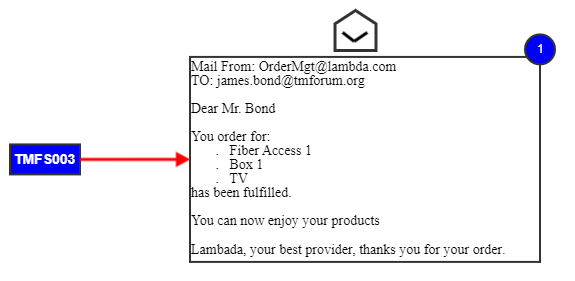 1
Mail From: OrderMgt@lambda.com
TO: james.bond@tmforum.org
Dear Mr. Bond
You order for:
. Fiber Access 1
. Box 1
. TV
has been fulfilled.
You can now enjoy your products
Lambada, your best provider, thanks you for your order.
TMFS003